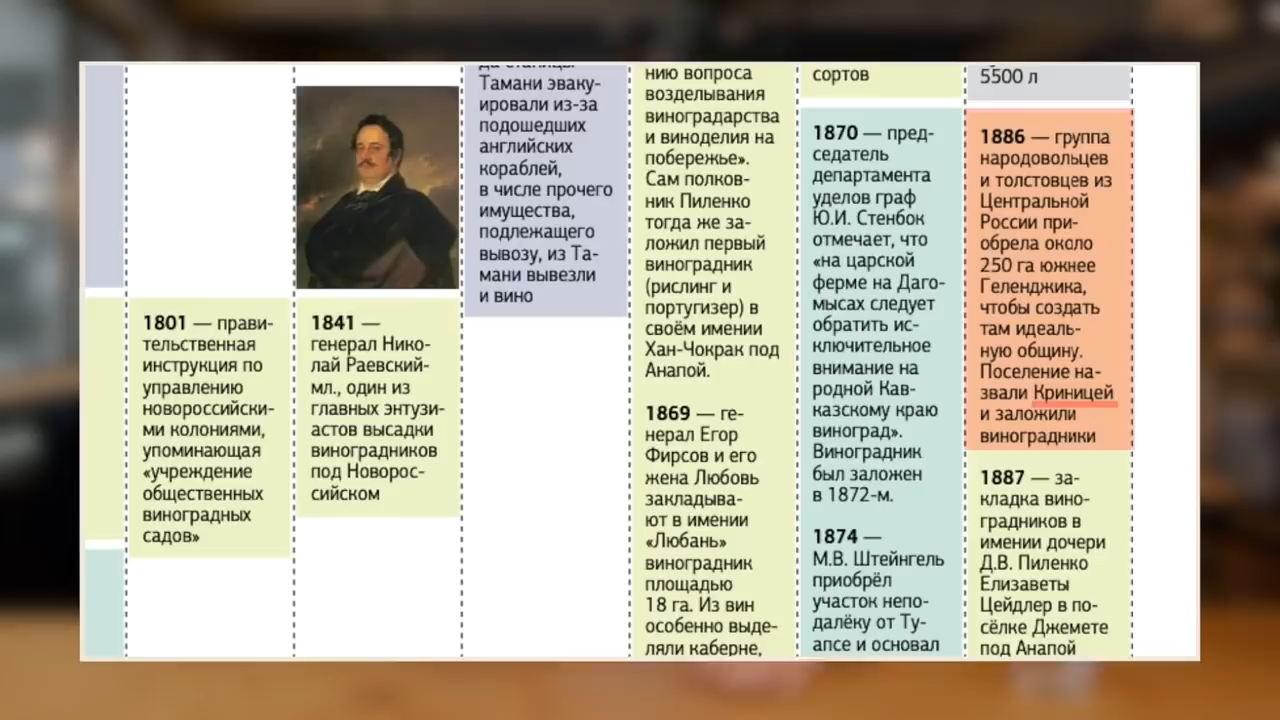 1801 — прави-
тельственная
инструкция по
управлению
новороссийски-
ми колониями,
упоминающая
«учреждение
общественных
виноградных
садов»
1841 —
генерал Нико-
лай Раевский-
мл., один из
главных энтузи-
астов высадки
виноградников
под Новорос-
сийском
Тамани эваку-
ировали из-за
подошедших
английских
кораблей,
в числе прочего
имущества,
подлежащего
вывозу, из Та-
мани вывезли
и вино
нию вопроса
возделывания
виноградарства
и виноделия на
побережье».
Сам полков-
ник Пиленко
тогда же за-
ложил первый
виноградник
(рислинг и
португизер) в
своём имении
Хан-Чокрак под
Анапой.
1869 — ге-
нерал Егор
Фирсов и его
жена Любовь
закладыва-
ют в имении
«Любань»
виноградник
площадью
18 га. Из вин
особенно выде-
ляли каберне,
сортов
1870 — пред-
седатель
департамента
уделов граф
Ю.И. Стенбок
отмечает, что
«на царской
ферме на Даго-
мысах следует
обратить ис-
ключительное
внимание на
родной Кав-
казскому краю
виноград».
Виноградник
был заложен
в 1872-м.
1874 —
М.В. Штейнгель
приобрёл
участок непо-
далёку от Ту-
апсе и основал
5500 л
1886 — группа
народовольцев
и толстовцев из
Центральной
России при-
обрела около
250 га южнее
Геленджика,
чтобы создать
там идеаль-
ную общину.
Поселение на-
звали Криницей
и заложили
виноградники
1887 — за-
кладка вино-
градников в
имении дочери
Д.В. Пиленко
Елизаветы
Цейдлер в по-
сёлке Джемете
под Анапой